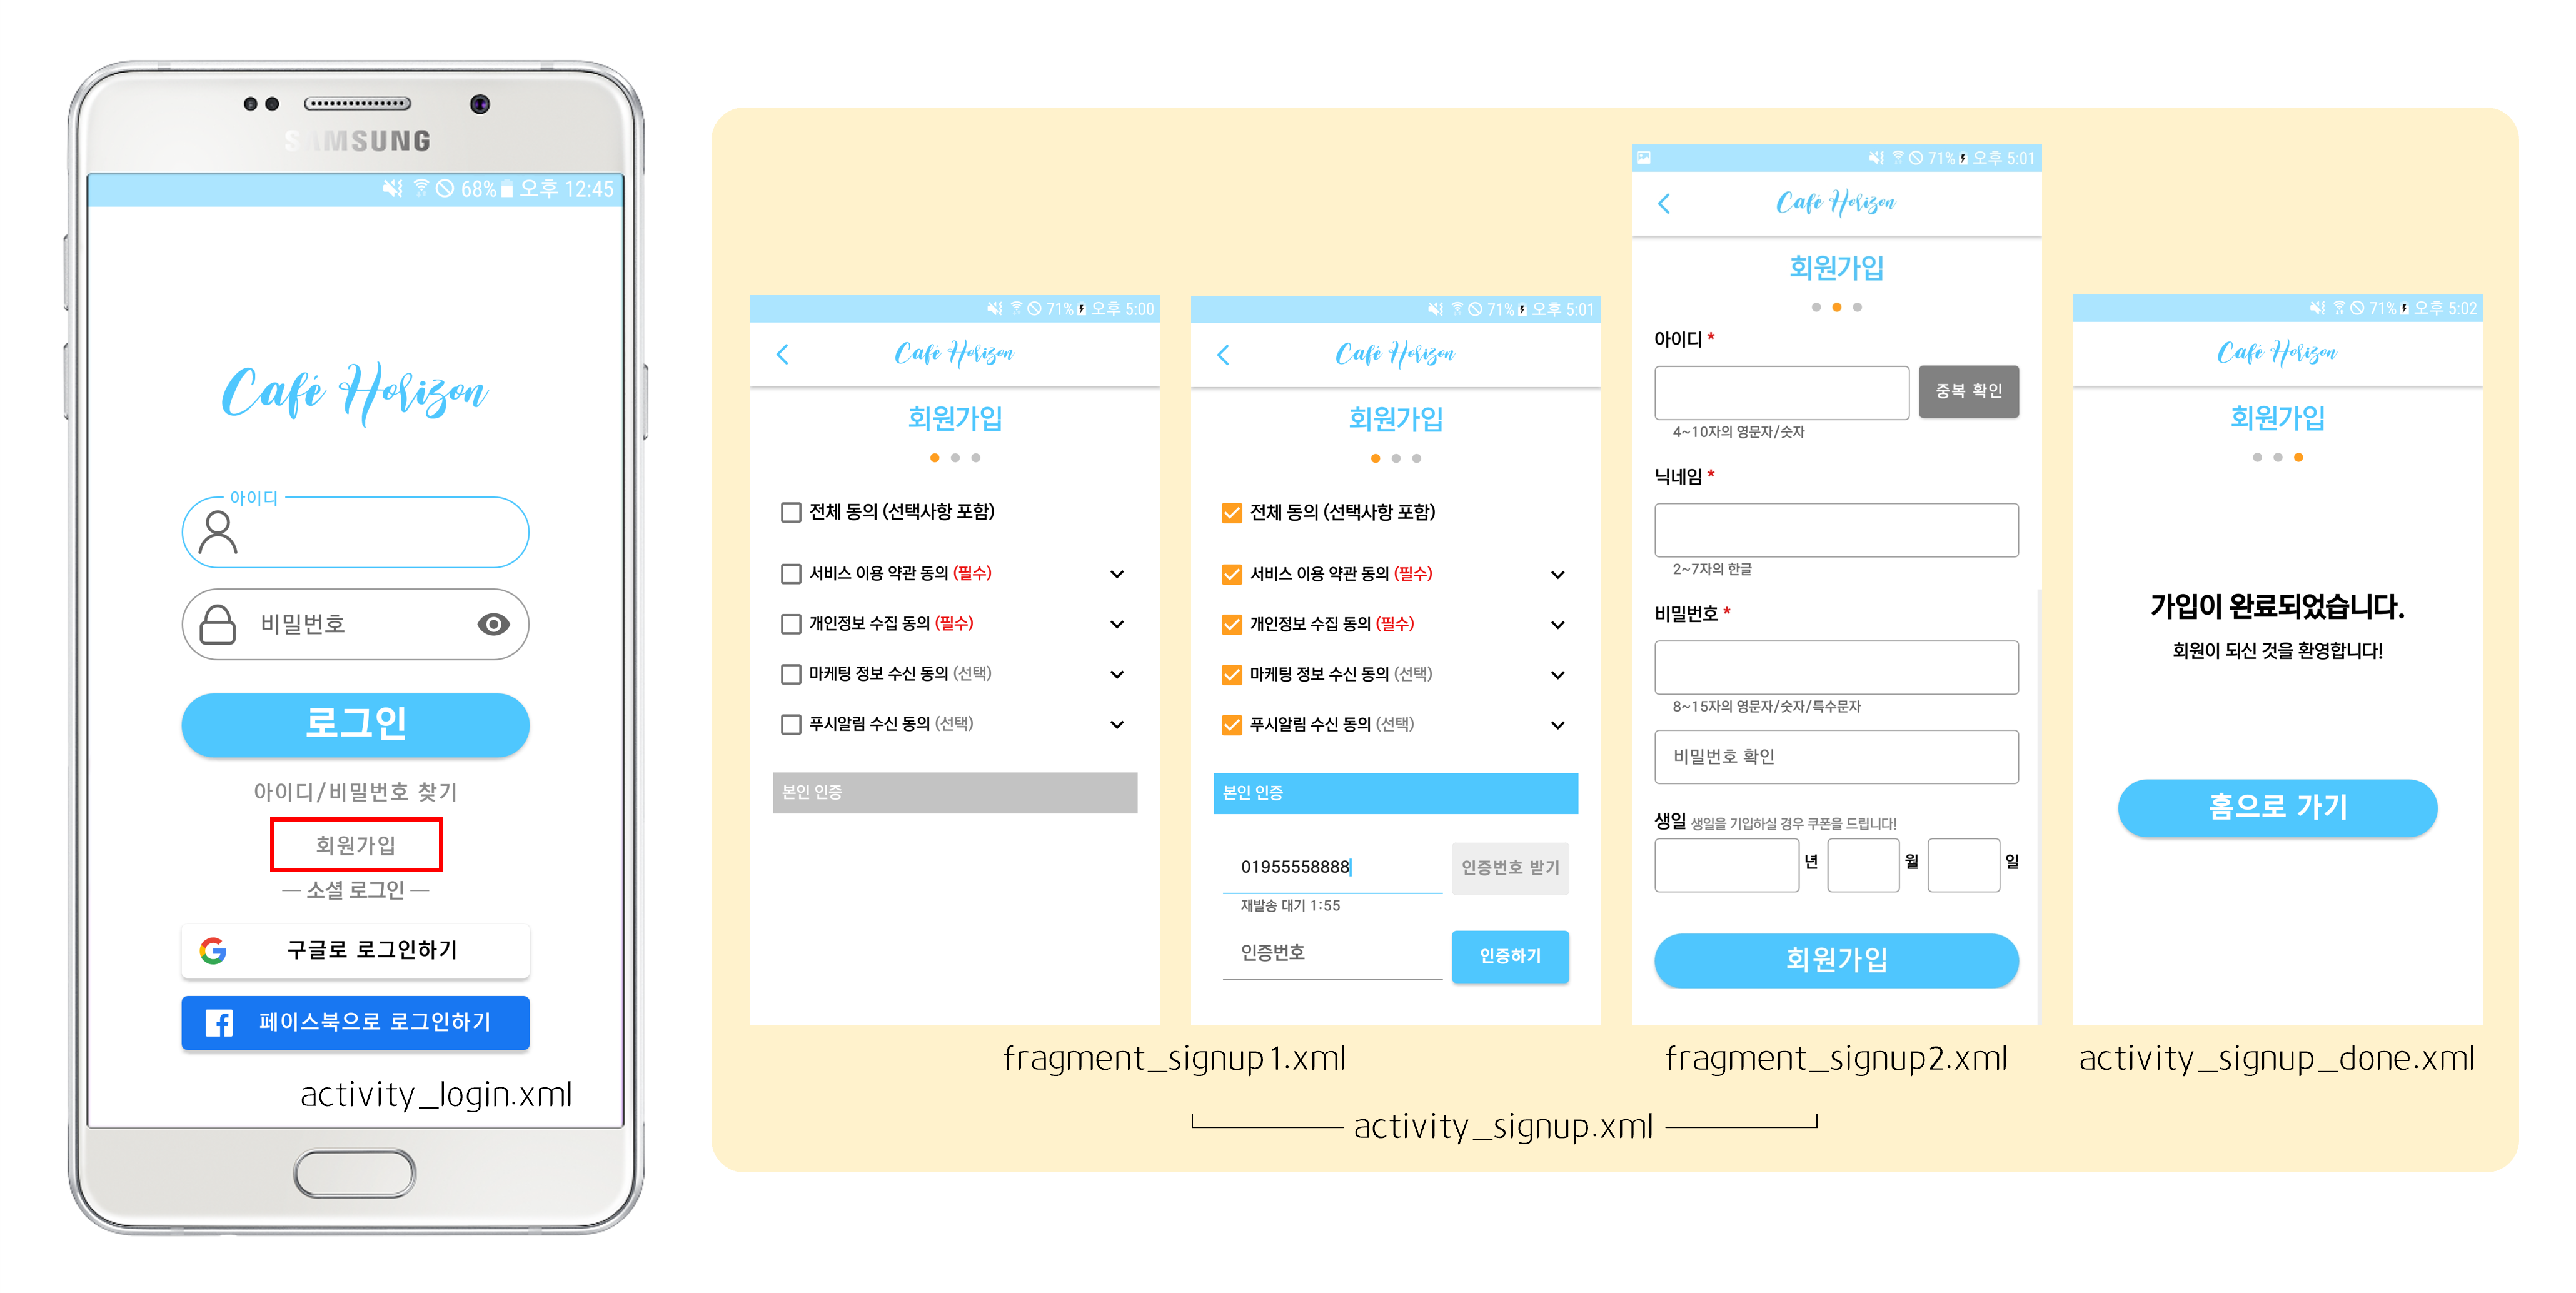 SAMSUNG
68% 오후 12:45
Café Horizon
아이디
비밀번호
로그인
아이디/비밀번호 찾기
회원가입
소셜 로그인
구글로 로그인하기
페이스북으로 로그인하기
activity_login.xml
71% 오후 5:00
Café Horizon
회원가입
전체 동의 (선택사항 포함)
서비스 이용 약관 동의 (필수)
개인정보 수집 동의 (필수)
마케팅 정보 수신 동의 (선택)
푸시알림 수신 동의 (선택)
본인 인증
71% 오후 5:01
Café Horizon
회원가입
전체 동의 (선택사항 포함)
서비스 이용 약관 동의 (필수)
개인정보 수집 동의 (필수)
마케팅 정보 수신 동의 (선택)
푸시알림 수신 동의 (선택)
본인 인증
01955558888 인증번호 받기
재발송 대기 1:55
인증번호 인증하기
fragment_signup1.xml
71% 오후 5:01
Café Horizon
회원가입
아이디 *
중복 확인
4~10자의 영문자/숫자
닉네임 *
2~7자의 한글
비밀번호 *
8~15자의 영문자/숫자/특수문자
비밀번호 확인
생일 생일을 기입하실 경우 쿠폰을 드립니다!
년 월 일
회원가입
fragment_signup2.xml
71% 오후 5:02
Café Horizon
회원가입
가입이 완료되었습니다.
회원이 되신 것을 환영합니다!
홈으로 가기
activity_signup_done.xml
activity_signup.xml